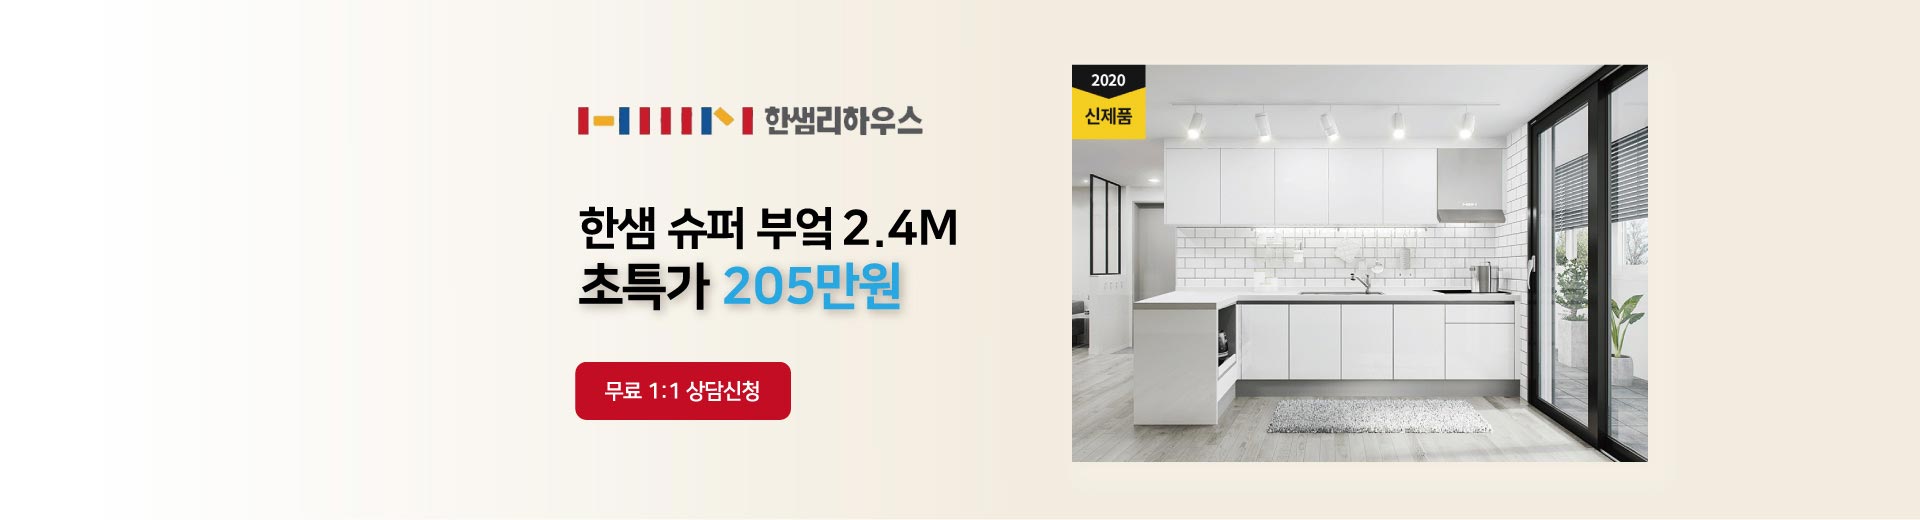 한샘리하우스
한샘 슈퍼 부엌 2.4M
초특가 205만원
무료 1:1 상담신청
2020
신제품